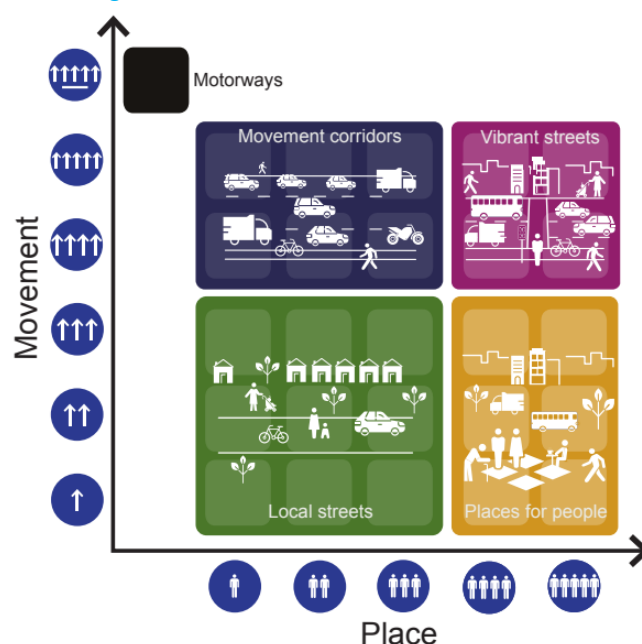 Motorways
Movement corridors
Vibrant streets
Movement
Local streets
Places for people
Place